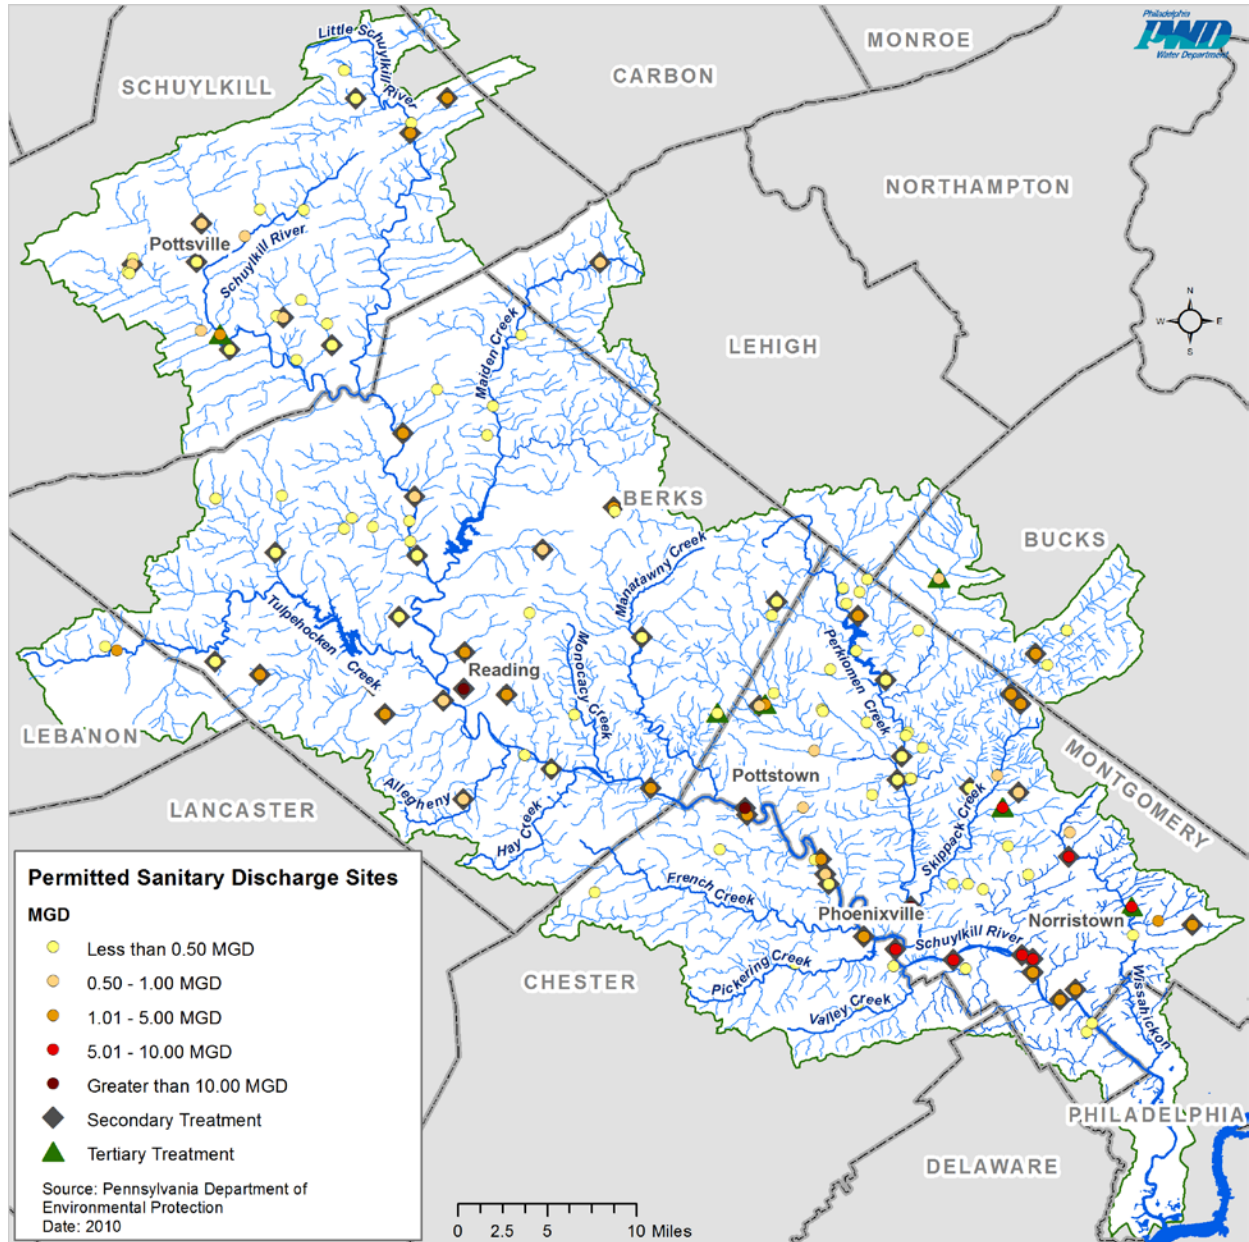 Philadelphia
PWD
Water Department
MONROE
CARBON
SCHUYLKILL
Little Schuylkill River
NORTHAMPTON
Pottsville
Schuylkill River
N
W E
S
LEHIGH
Maiden Creek
BERKS
BUCKS
Manatawny Creek
Tulpehocken Creek
Perkiomen Creek
Reading
Monocacy Creek
LEBANON
MONTGOMERY
Pottstown
LANCASTER
Allegheny
Hay Creek
Skippack Creek
French Creek
Phoenixville
Norristown
Schuylkill River
Pickering Creek
CHESTER
Valley Creek
Wissahickon
PHILADELPHIA
DELAWARE
Permitted Sanitary Discharge Sites
MGD
Less than 0.50 MGD
0.50 - 1.00 MGD
1.01 - 5.00 MGD
5.01 - 10.00 MGD
Greater than 10.00 MGD
Secondary Treatment
Tertiary Treatment
Source: Pennsylvania Department of
Environmental Protection
Date: 2010
0 2.5 5 10 Miles